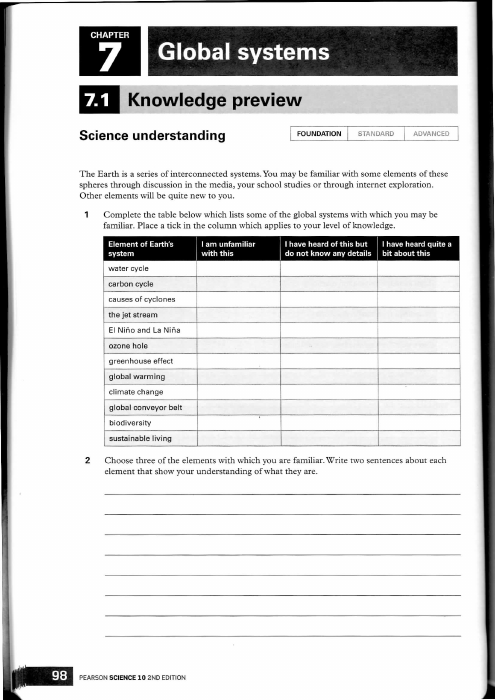 CHAPTER
7
Global systems
7.1 Knowledge preview
Science understanding
FOUNDATION STANDARD ADVANCED
The Earth is a series of interconnected systems. You may be familiar with some elements of these
spheres through discussion in the media, your school studies or through internet exploration.
Other elements will be quite new to you.
1 Complete the table below which lists some of the global systems with which you may be
familiar. Place a tick in the column which applies to your level of knowledge.
Element of Earth's system
I am unfamiliar with this
I have heard of this but do not know any details
I have heard quite a bit about this
water cycle
carbon cycle
causes of cyclones
the jet stream
El Niño and La Niña
ozone hole
greenhouse effect
global warming
climate change
global conveyor belt
biodiversity
sustainable living
2 Choose three of the elements with which you are familiar. Write two sentences about each
element that show your understanding of what they are.
98 PEARSON SCIENCE 10 2ND EDITION